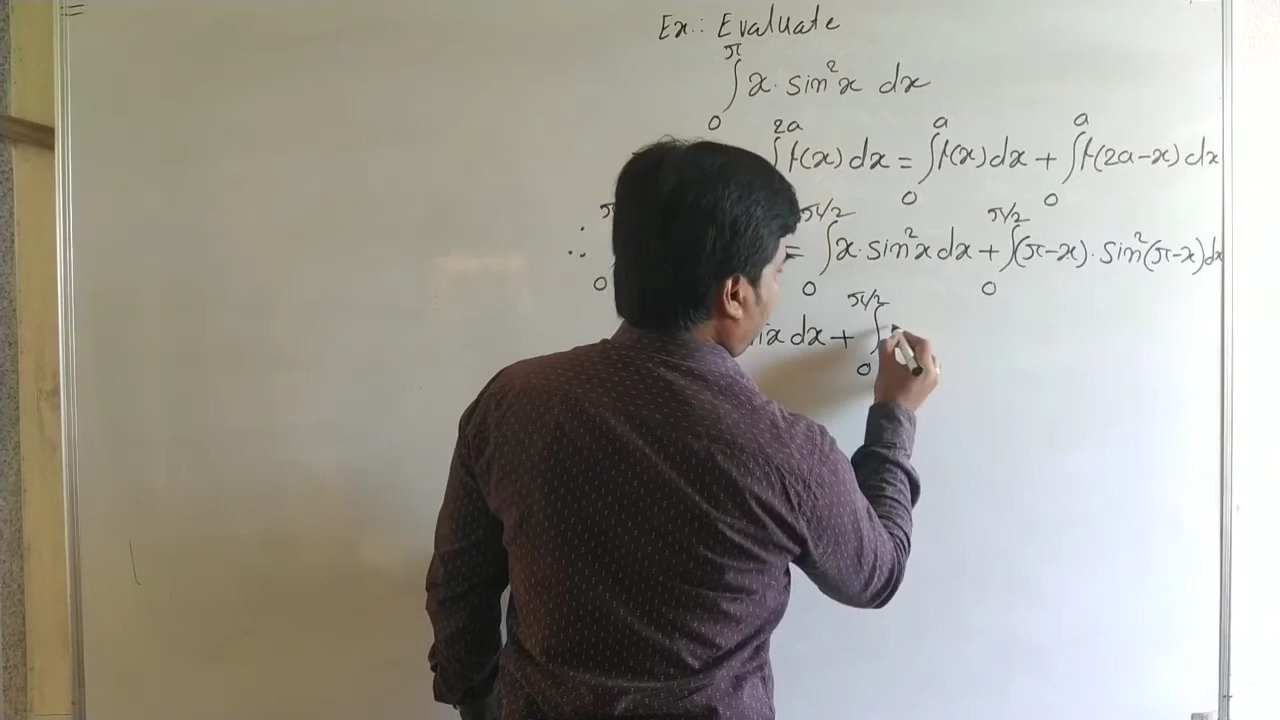 Ex.: Evaluate
∫₀^π x · sin²x dx
∫^2a f(x) dx = ∫₀^a f(x) dx + ∫₀^a f(2a-x) dx
∴ = ∫₀^π/2 x · sin²x dx + ∫₀^π/2 (π-x) · sin²(π-x) dx
x dx + ∫₀^π/2